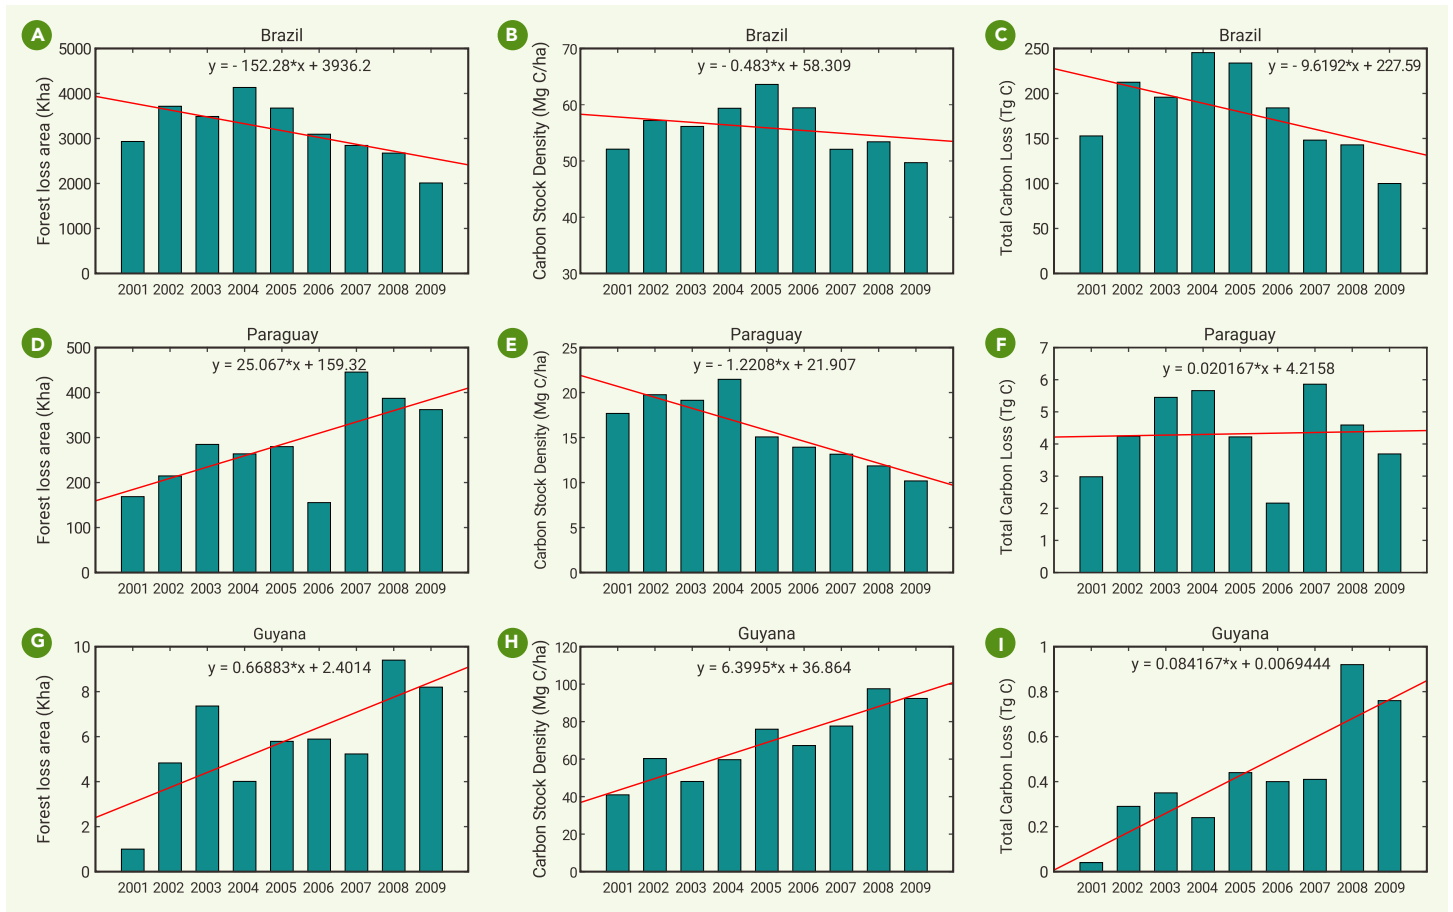 A
Brazil
y = - 152.28*x + 3936.2
Forest loss area (Kha)
5000
4000
3000
2000
1000
0
2001 2002 2003 2004 2005 2006 2007 2008 2009
B
Brazil
y = - 0.483*x + 58.309
Carbon Stock Density (Mg C/ha)
70
60
50
40
30
2001 2002 2003 2004 2005 2006 2007 2008 2009
C
Brazil
y = - 9.6192*x + 227.59
Total Carbon Loss (Tg C)
250
200
150
100
50
0
2001 2002 2003 2004 2005 2006 2007 2008 2009
D
Paraguay
y = 25.067*x + 159.32
Forest loss area (Kha)
500
400
300
200
100
0
2001 2002 2003 2004 2005 2006 2007 2008 2009
E
Paraguay
y = - 1.2208*x + 21.907
Carbon Stock Density (Mg C/ha)
25
20
15
10
5
0
2001 2002 2003 2004 2005 2006 2007 2008 2009
F
Paraguay
y = 0.020167*x + 4.2158
Total Carbon Loss (Tg C)
7
6
5
4
3
2
1
0
2001 2002 2003 2004 2005 2006 2007 2008 2009
G
Guyana
y = 0.66883*x + 2.4014
Forest loss area (Kha)
10
8
6
4
2
0
2001 2002 2003 2004 2005 2006 2007 2008 2009
H
Guyana
y = 6.3995*x + 36.864
Carbon Stock Density (Mg C/ha)
120
100
80
60
40
20
0
2001 2002 2003 2004 2005 2006 2007 2008 2009
I
Guyana
y = 0.084167*x + 0.0069444
Total Carbon Loss (Tg C)
1
0.8
0.6
0.4
0.2
0
2001 2002 2003 2004 2005 2006 2007 2008 2009